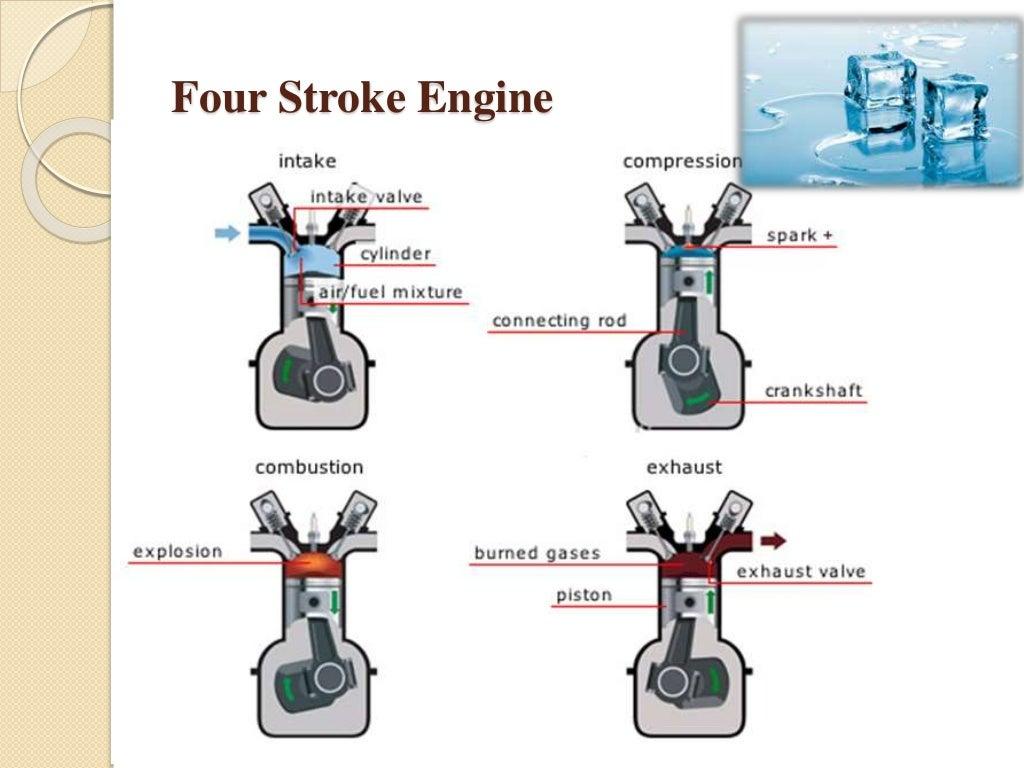 Four Stroke Engine
intake
intake valve
cylinder
air/fuel mixture
compression
spark +
connecting rod
crankshaft
combustion
explosion
exhaust
burned gases
exhaust valve
piston